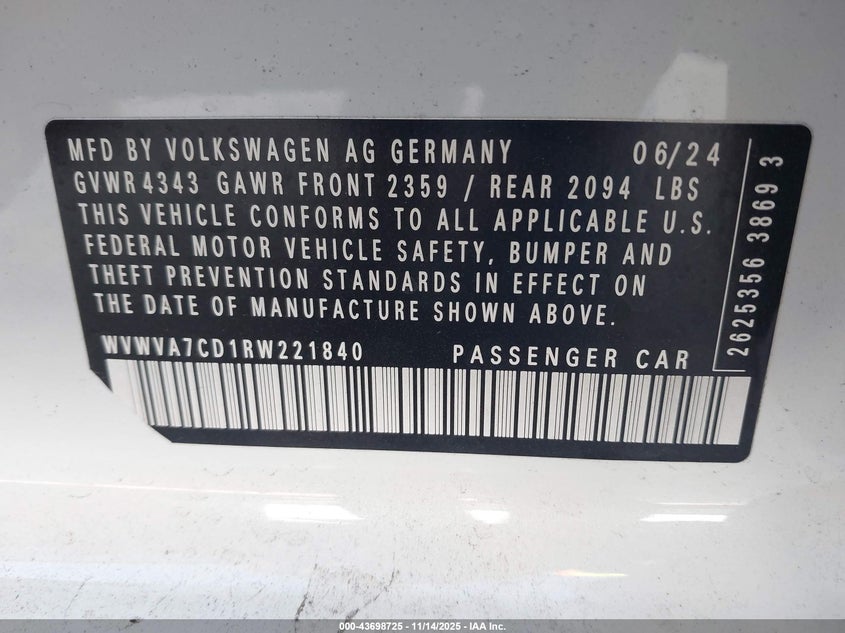 MFD BY VOLKSWAGEN AG GERMANY 06/24
GVWR 4343 GAWR FRONT 2359 / REAR 2094 LBS
THIS VEHICLE CONFORMS TO ALL APPLICABLE U.S.
FEDERAL MOTOR VEHICLE SAFETY, BUMPER AND
THEFT PREVENTION STANDARDS IN EFFECT ON
THE DATE OF MANUFACTURE SHOWN ABOVE.
WVWVA7CD1RW221840 PASSENGER CAR
2625356 3869 3
000-43698725 - 11/14/2025 - IAA Inc.